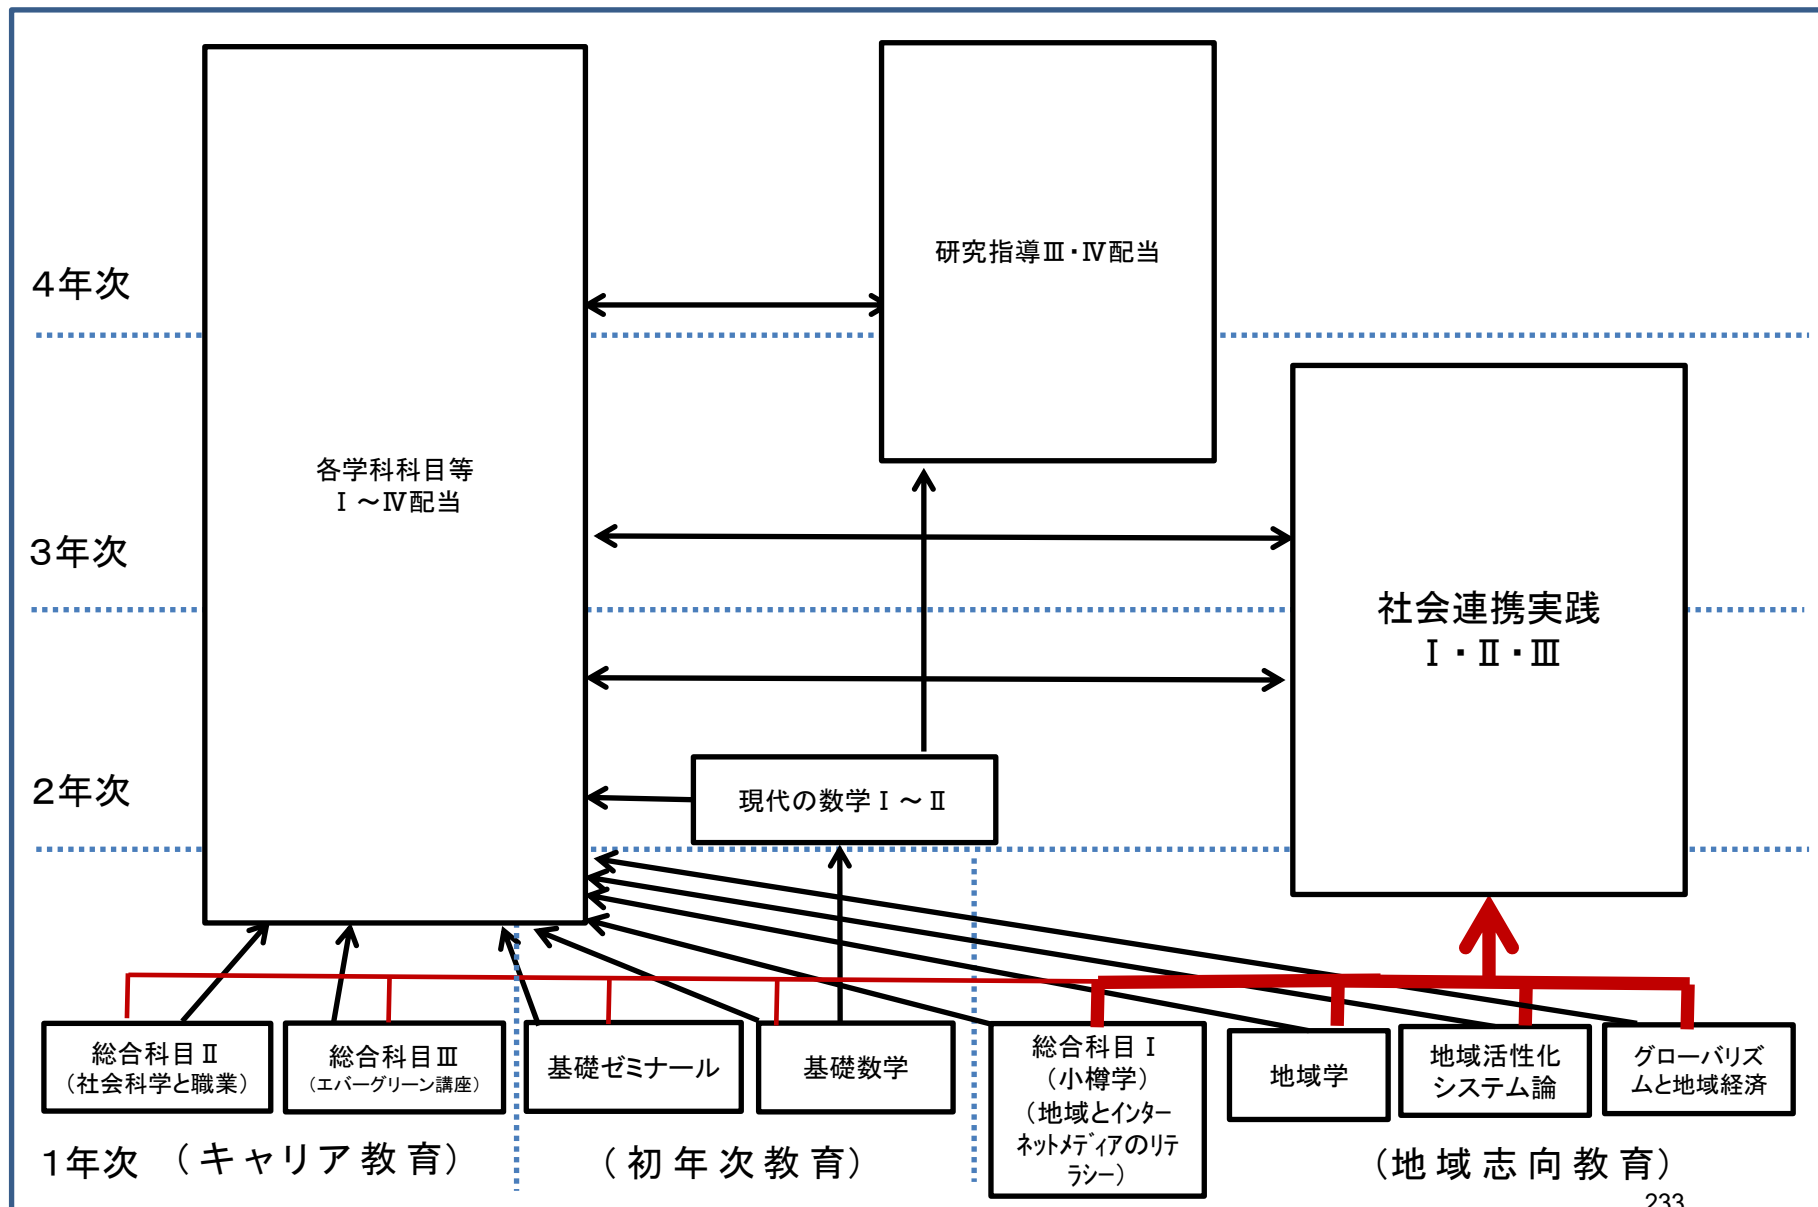 研究指導Ⅲ・Ⅳ配当
4年次
各学科科目等
Ⅰ～Ⅳ配当
3年次
社会連携実践
Ⅰ・Ⅱ・Ⅲ
2年次
現代の数学Ⅰ～Ⅱ
総合科目Ⅱ
（社会科学と職業）
総合科目Ⅲ
（エバーグリーン講座）
基礎ゼミナール
基礎数学
総合科目Ⅰ
（小樽学）
（地域とインター
ネットメディアのリテ
ラシー）
地域学
地域活性化
システム論
グローバリズ
ムと地域経済
1年次
（キャリア教育）
（初年次教育）
（地域志向教育）
233